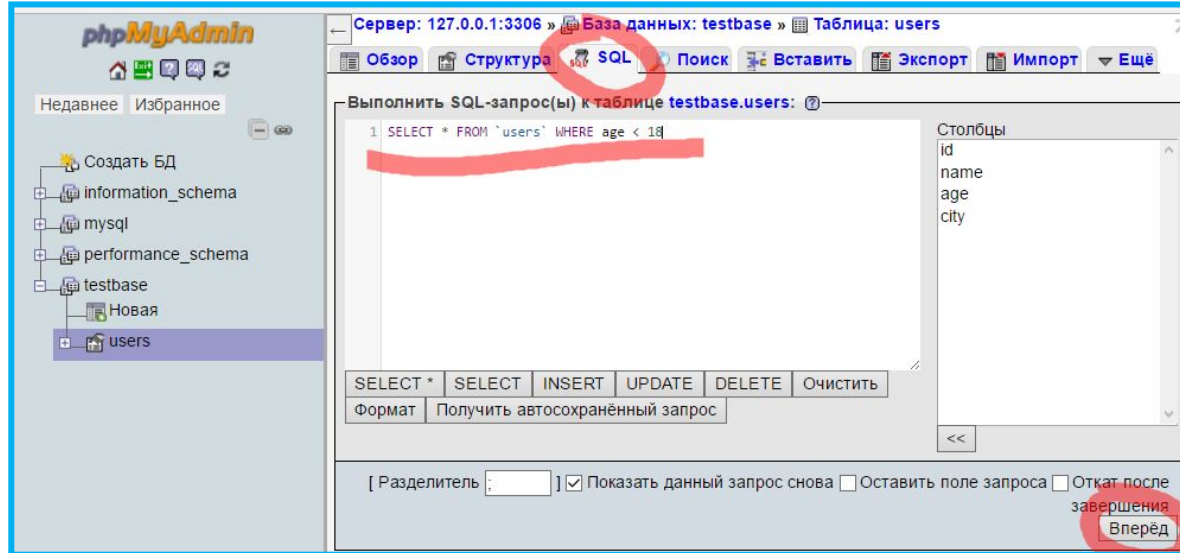 phpMyAdmin
Недавнее Избранное
Создать БД
information_schema
mysql
performance_schema
testbase
Новая
users
Сервер: 127.0.0.1:3306 » База данных: testbase » Таблица: users
Обзор Структура SQL Поиск Вставить Экспорт Импорт Ещё
Выполнить SQL-запрос(ы) к таблице testbase.users:
1 SELECT * FROM `users` WHERE age < 18
Столбцы
id
name
age
city
SELECT * SELECT INSERT UPDATE DELETE Очистить
Формат Получить автосохранённый запрос
<<
[ Разделитель ; ] Показать данный запрос снова Оставить поле запроса Откат после
завершения
Вперёд